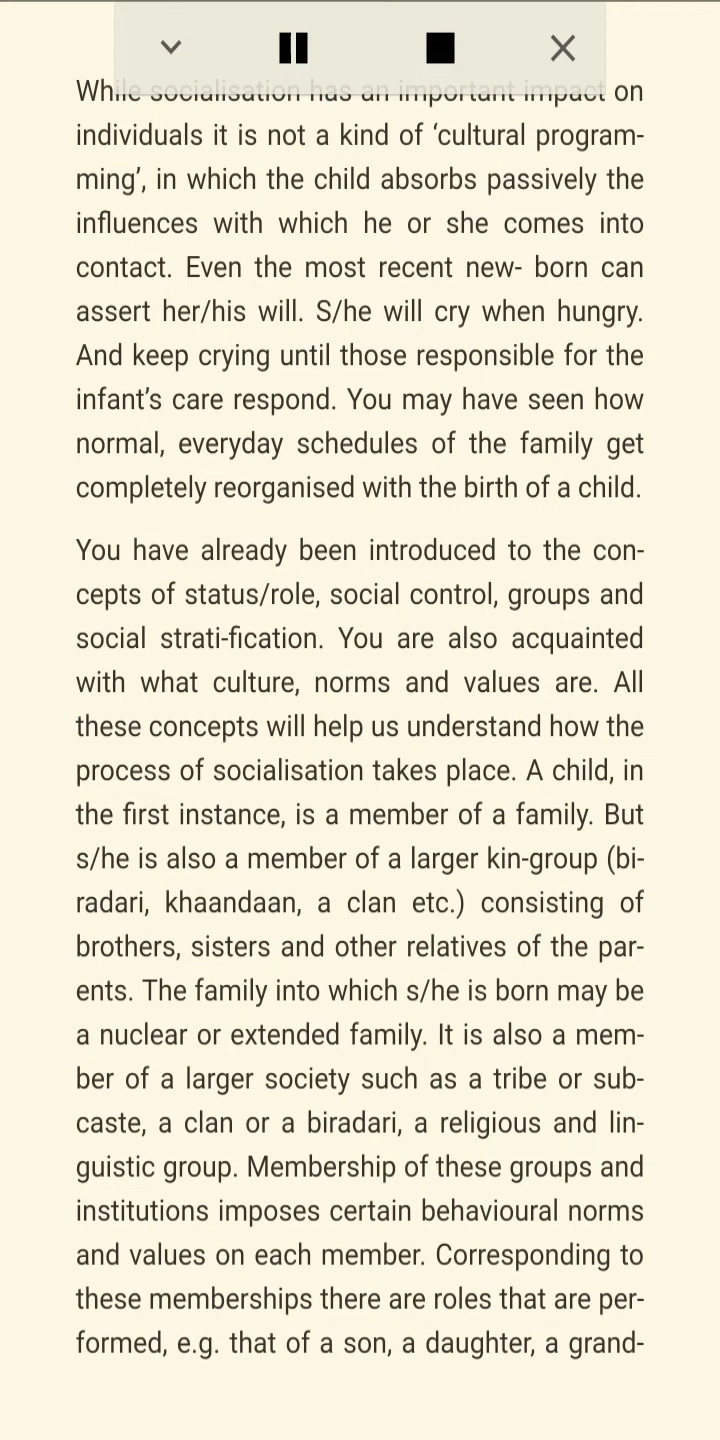 While socialisation has an important impact on
individuals it is not a kind of ‘cultural program-
ming’, in which the child absorbs passively the
influences with which he or she comes into
contact. Even the most recent new- born can
assert her/his will. S/he will cry when hungry.
And keep crying until those responsible for the
infant’s care respond. You may have seen how
normal, everyday schedules of the family get
completely reorganised with the birth of a child.
You have already been introduced to the con-
cepts of status/role, social control, groups and
social strati-fication. You are also acquainted
with what culture, norms and values are. All
these concepts will help us understand how the
process of socialisation takes place. A child, in
the first instance, is a member of a family. But
s/he is also a member of a larger kin-group (bi-
radari, khaandaan, a clan etc.) consisting of
brothers, sisters and other relatives of the par-
ents. The family into which s/he is born may be
a nuclear or extended family. It is also a mem-
ber of a larger society such as a tribe or sub-
caste, a clan or a biradari, a religious and lin-
guistic group. Membership of these groups and
institutions imposes certain behavioural norms
and values on each member. Corresponding to
these memberships there are roles that are per-
formed, e.g. that of a son, a daughter, a grand-